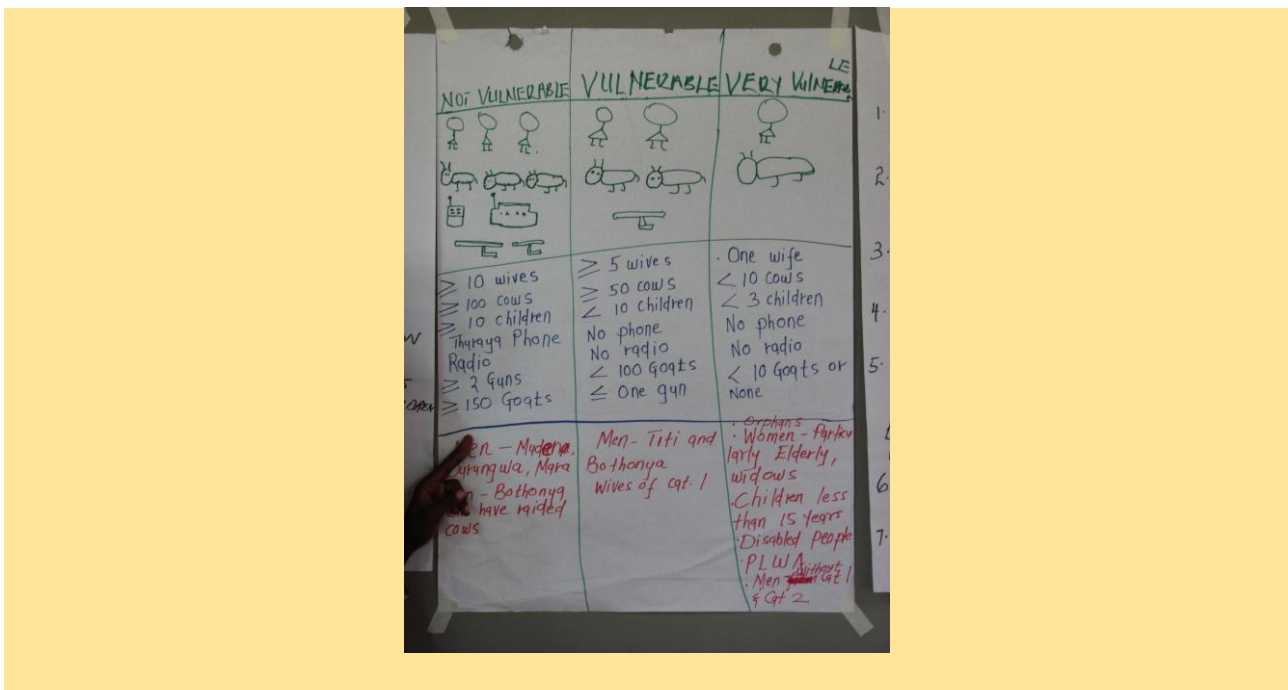 NOT VULNERABLE
≥ 10 wives
≥ 100 cows
≥ 10 children
Thuraya Phone
Radio
≥ 2 Guns
≥ 150 Goats
Bothonya
have raided
cows
VULNERABLE
≥ 5 wives
≥ 50 cows
< 10 children
No phone
No radio
< 100 Goats
≤ One gun
Men - Titi and
Bothonya
Wives of cat. 1
VERY VULNERAB
LE
· One wife
< 10 cows
< 3 children
No phone
No radio
< 10 Goats or
None
· Orphans
· Women - Particu
larly Elderly,
widows
· Children less
than 15 years
· Disabled People
· PLWA
· Men without Cat 1
& Cat 2
1.
2.
3.
4.
5.
6
7.